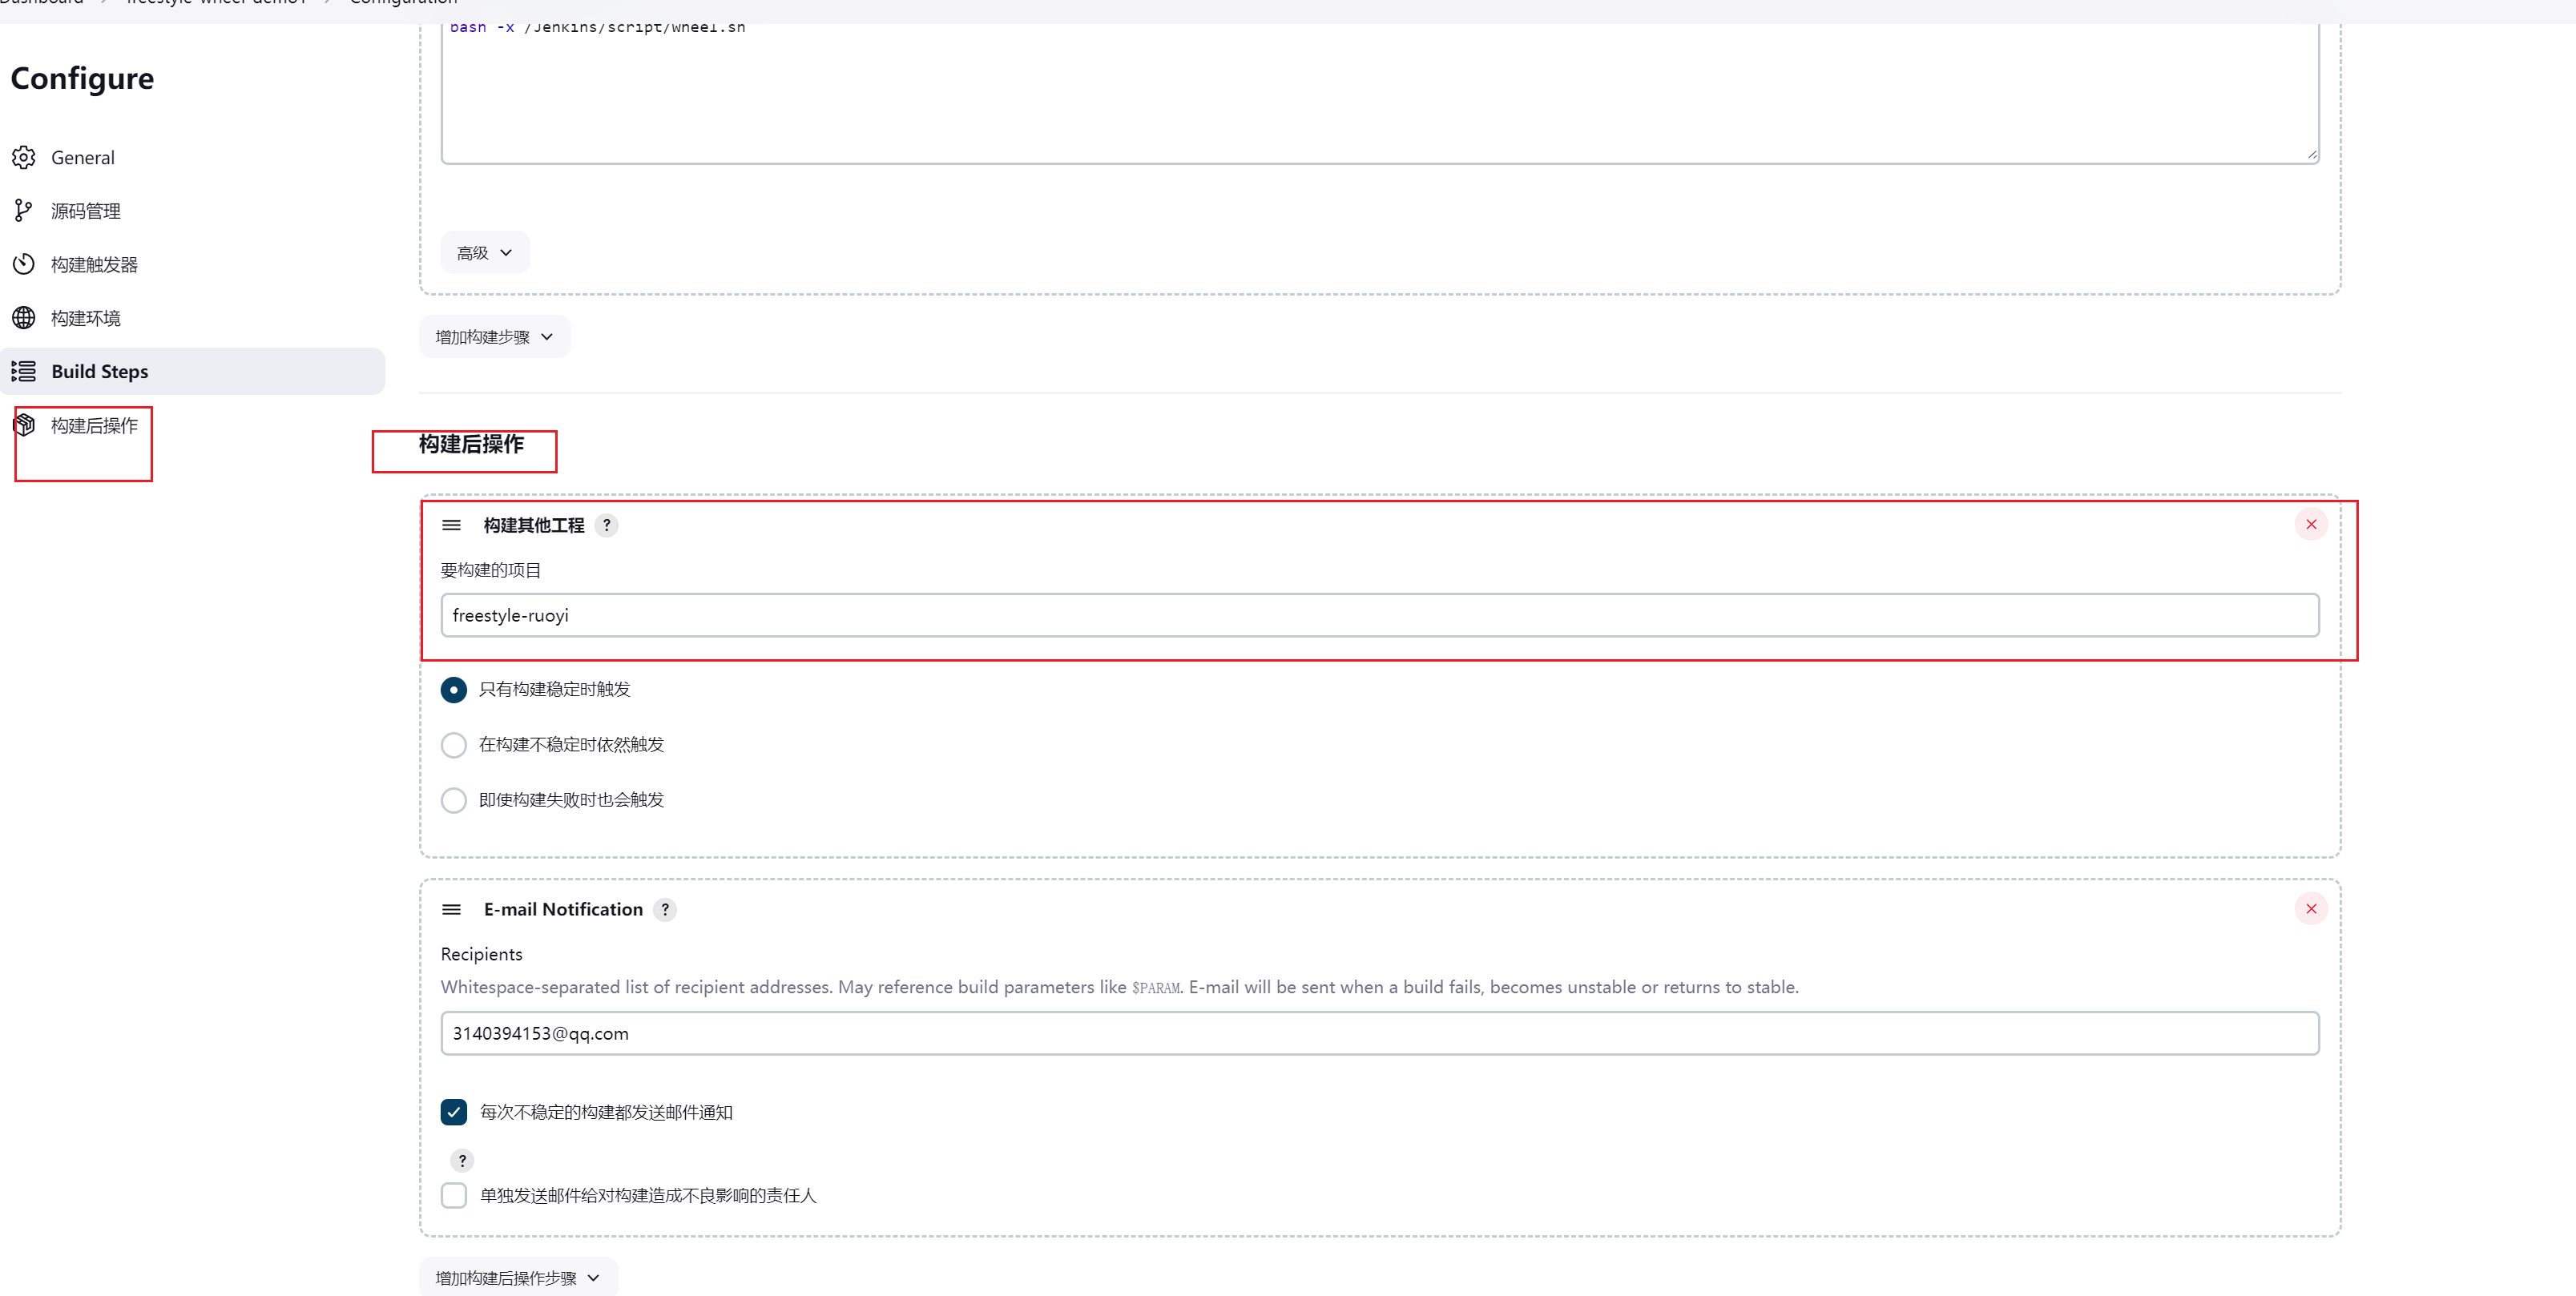 Dashboard > freestyle-wheel-demo1 > Configuration
Configure
General
源码管理
构建触发器
构建环境
Build Steps
构建后操作
bash -x /Jenkins/script/wheel.sh
高级
增加构建步骤
构建后操作
构建其他工程 ?
要构建的项目
freestyle-ruoyi
只有构建稳定时触发
在构建不稳定时依然触发
即使构建失败时也会触发
E-mail Notification ?
Recipients
Whitespace-separated list of recipient addresses. May reference build parameters like $PARAM. E-mail will be sent when a build fails, becomes unstable or returns to stable.
3140394153@qq.com
每次不稳定的构建都发送邮件通知
?
单独发送邮件给对构建造成不良影响的责任人
增加构建后操作步骤